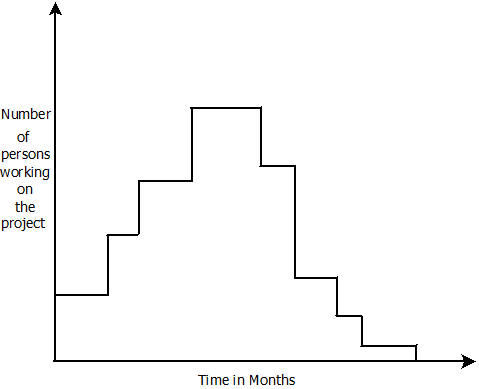 Number
of
persons
working
on
the
project
Time in Months